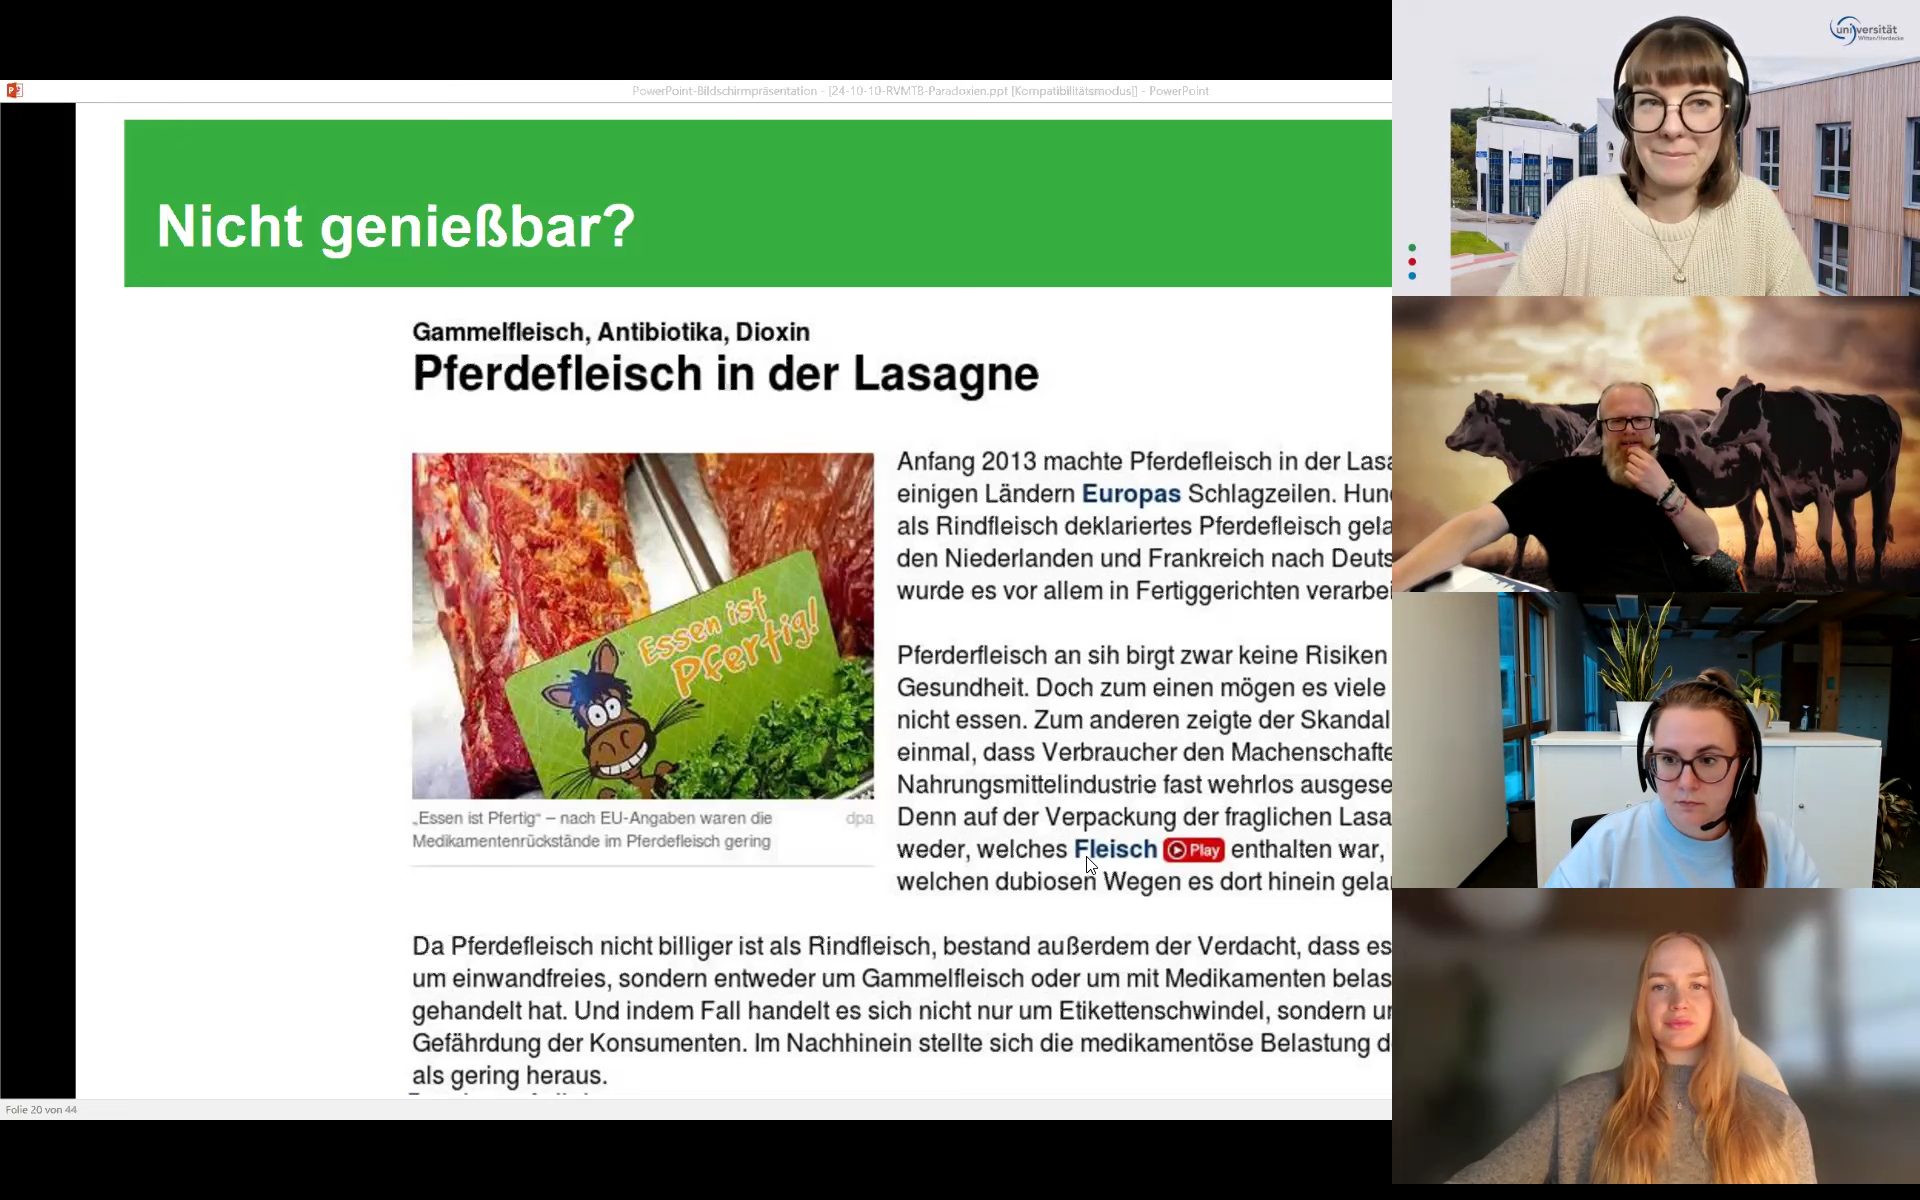 PowerPoint-Bildschirmpräsentation - [24-10-10-RVMTB-Paradoxien.ppt [Kompatibilitätsmodus]] - PowerPoint
Nicht genießbar?
Gammelfleisch, Antibiotika, Dioxin
Pferdefleisch in der Lasagne
Essen ist
Pfertig!
„Essen ist Pfertig“ – nach EU-Angaben waren die
Medikamentenrückstände im Pferdefleisch gering
dpa
Anfang 2013 machte Pferdefleisch in der Lasa
einigen Ländern Europas Schlagzeilen. Hun
als Rindfleisch deklariertes Pferdefleisch gela
den Niederlanden und Frankreich nach Deuts
wurde es vor allem in Fertiggerichten verarbei
Pferderfleisch an sih birgt zwar keine Risiken
Gesundheit. Doch zum einen mögen es viele
nicht essen. Zum anderen zeigte der Skandal
einmal, dass Verbraucher den Machenschafte
Nahrungsmittelindustrie fast wehrlos ausgese
Denn auf der Verpackung der fraglichen Lasa
weder, welches Fleisch Play enthalten war,
welchen dubiosen Wegen es dort hinein gela
Da Pferdefleisch nicht billiger ist als Rindfleisch, bestand außerdem der Verdacht, dass es
um einwandfreies, sondern entweder um Gammelfleisch oder um mit Medikamenten belas
gehandelt hat. Und indem Fall handelt es sich nicht nur um Etikettenschwindel, sondern u
Gefährdung der Konsumenten. Im Nachhinein stellte sich die medikamentöse Belastung d
als gering heraus.
Folie 20 von 44
universität
Witten/Herdecke